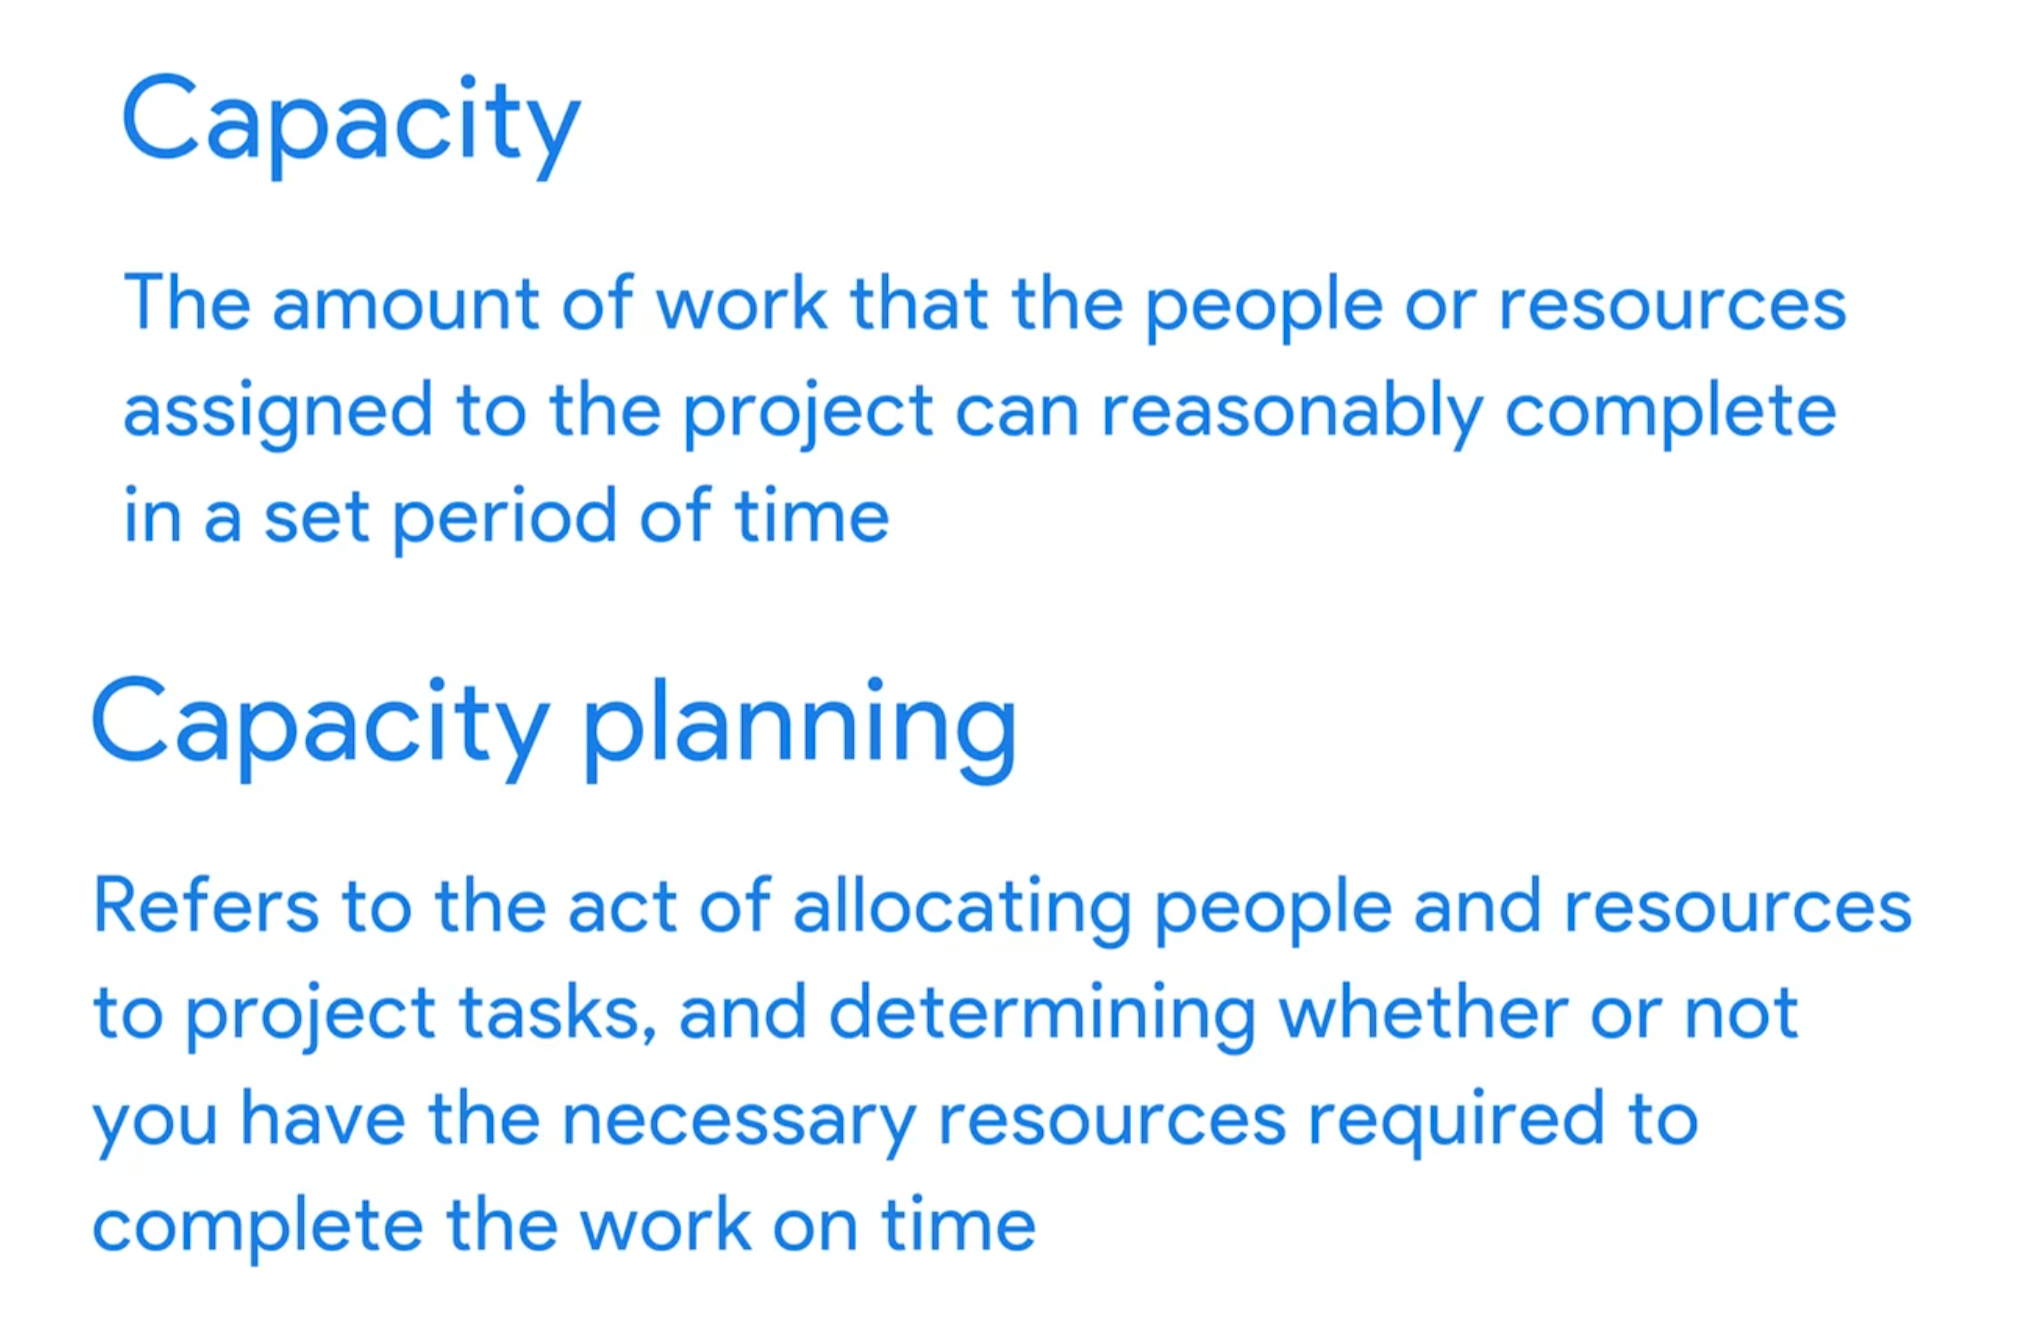 Capacity
The amount of work that the people or resources
assigned to the project can reasonably complete
in a set period of time
Capacity planning
Refers to the act of allocating people and resources
to project tasks, and determining whether or not
you have the necessary resources required to
complete the work on time